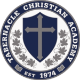 TABERNACLE CHRISTIAN ACADEMY
EST 1974